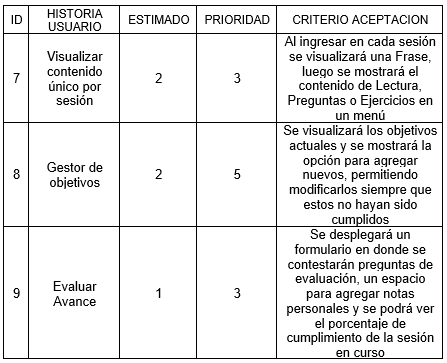 ID HISTORIA USUARIO ESTIMADO PRIORIDAD CRITERIO ACEPTACION
7 Visualizar contenido único por sesión 2 3 Al ingresar en cada sesión
se visualizará una Frase,
luego se mostrará el
contenido de Lectura,
Preguntas o Ejercicios en
un menú
8 Gestor de objetivos 2 5 Se visualizará los objetivos
actuales y se mostrará la
opción para agregar
nuevos, permitiendo
modificarlos siempre que
estos no hayan sido
cumplidos
9 Evaluar Avance 1 3 Se desplegará un
formulario en donde se
contestarán preguntas de
evaluación, un espacio
para agregar notas
personales y se podrá ver
el porcentaje de
cumplimiento de la sesión
en curso